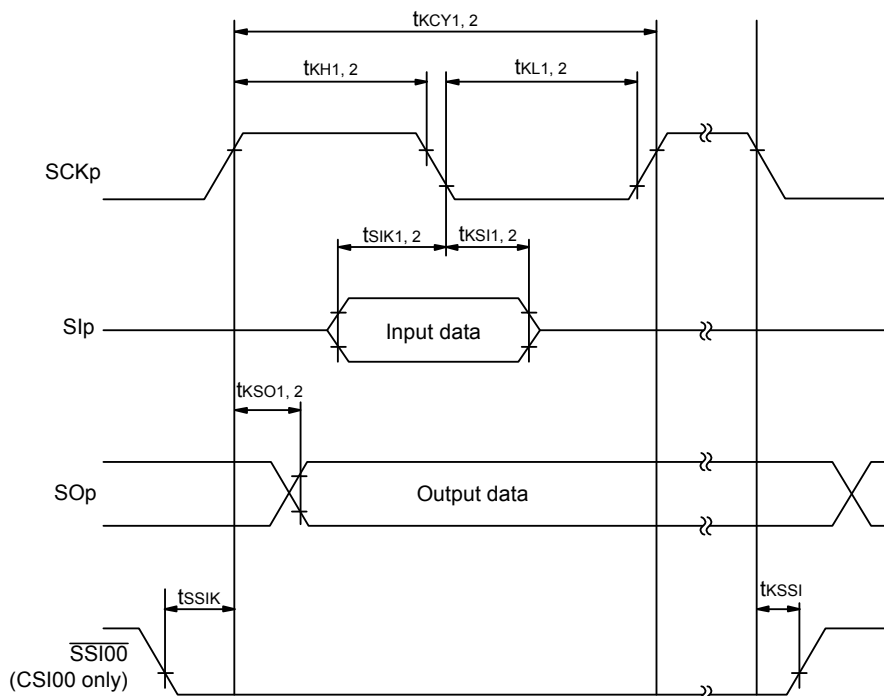 tKCY1, 2
tKH1, 2
tKL1, 2
SCKp
tSIK1, 2
tKSI1, 2
SIp
Input data
tKSO1, 2
SOp
Output data
tSSIK
tKSSI
SSI00
(CSI00 only)